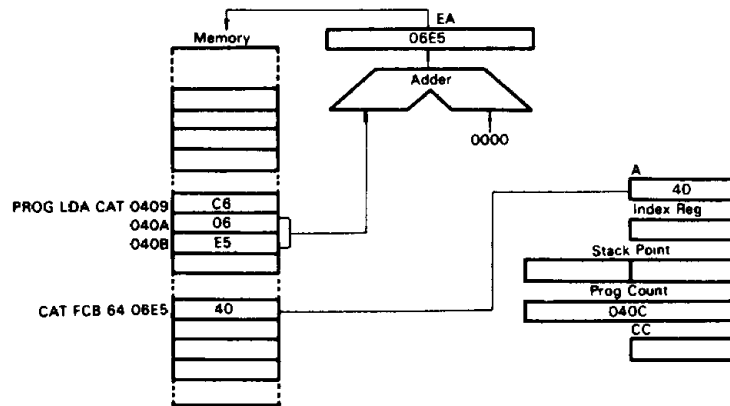 EA
Memory
06E5
Adder
0000
A
PROG LDA CAT 0409 C6
40
040A 06
Index Reg
040B E5
Stack Point
Prog Count
CAT FCB 64 06E5 40
040C
CC